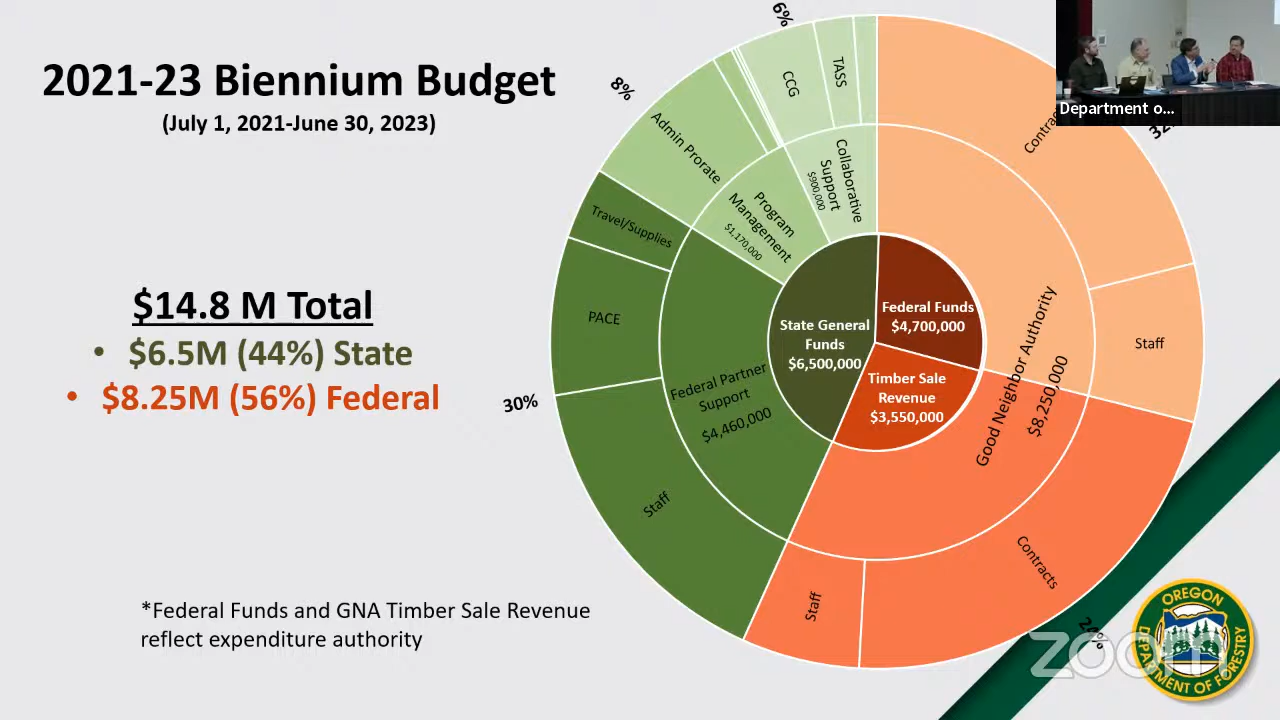 2021-23 Biennium Budget
(July 1, 2021-June 30, 2023)
$14.8 M Total
• $6.5M (44%) State
• $8.25M (56%) Federal
*Federal Funds and GNA Timber Sale Revenue
reflect expenditure authority
6%
8%
30%
CCG
TASS
Admin Prorate
Collaborative
Support
$900,000
Program
Management
$1,170,000
Travel/Supplies
PACE
Federal Partner
Support
$4,460,000
Staff
State General
Funds
$6,500,000
Federal Funds
$4,700,000
Timber Sale
Revenue
$3,550,000
Good Neighbor Authority
$8,250,000
Staff
Contracts
Staff
Department o...
zoom
OREGON
DEPARTMENT OF FORESTRY